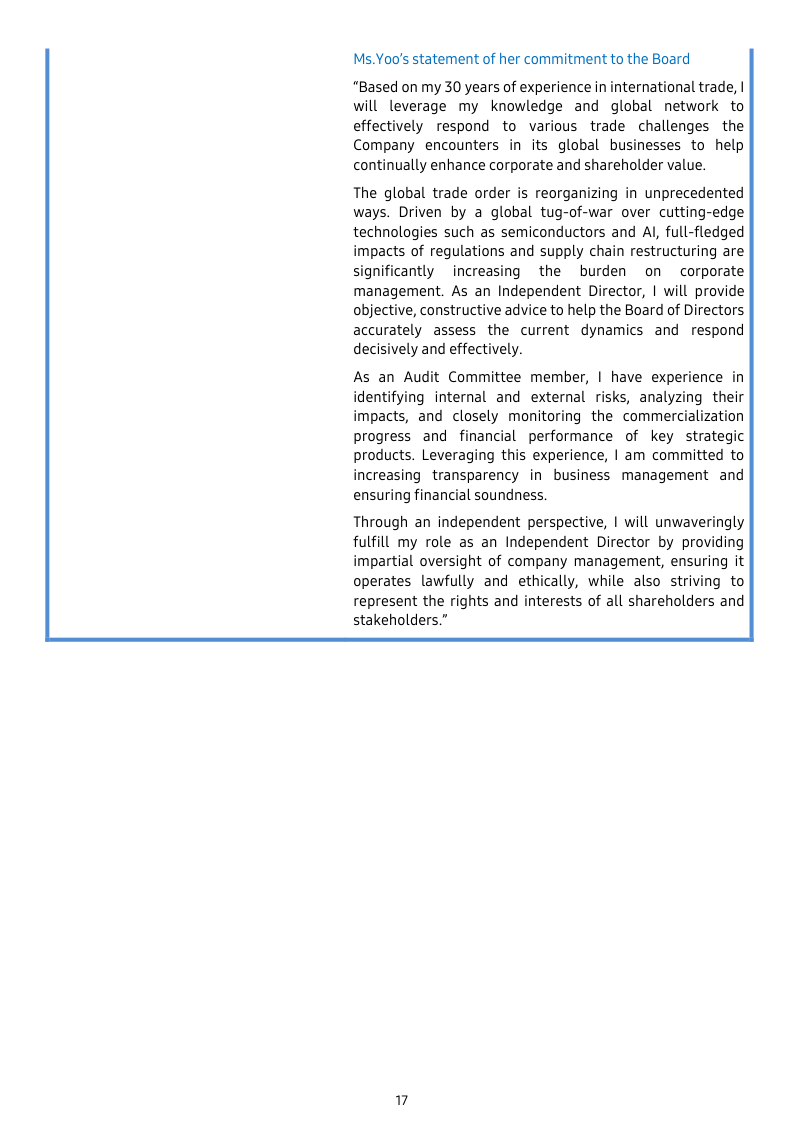 Ms.Yoo’s statement of her commitment to the Board
“Based on my 30 years of experience in international trade, I
will leverage my knowledge and global network to
effectively respond to various trade challenges the
Company encounters in its global businesses to help
continually enhance corporate and shareholder value.
The global trade order is reorganizing in unprecedented
ways. Driven by a global tug-of-war over cutting-edge
technologies such as semiconductors and AI, full-fledged
impacts of regulations and supply chain restructuring are
significantly increasing the burden on corporate
management. As an Independent Director, I will provide
objective, constructive advice to help the Board of Directors
accurately assess the current dynamics and respond
decisively and effectively.
As an Audit Committee member, I have experience in
identifying internal and external risks, analyzing their
impacts, and closely monitoring the commercialization
progress and financial performance of key strategic
products. Leveraging this experience, I am committed to
increasing transparency in business management and
ensuring financial soundness.
Through an independent perspective, I will unwaveringly
fulfill my role as an Independent Director by providing
impartial oversight of company management, ensuring it
operates lawfully and ethically, while also striving to
represent the rights and interests of all shareholders and
stakeholders.”
17